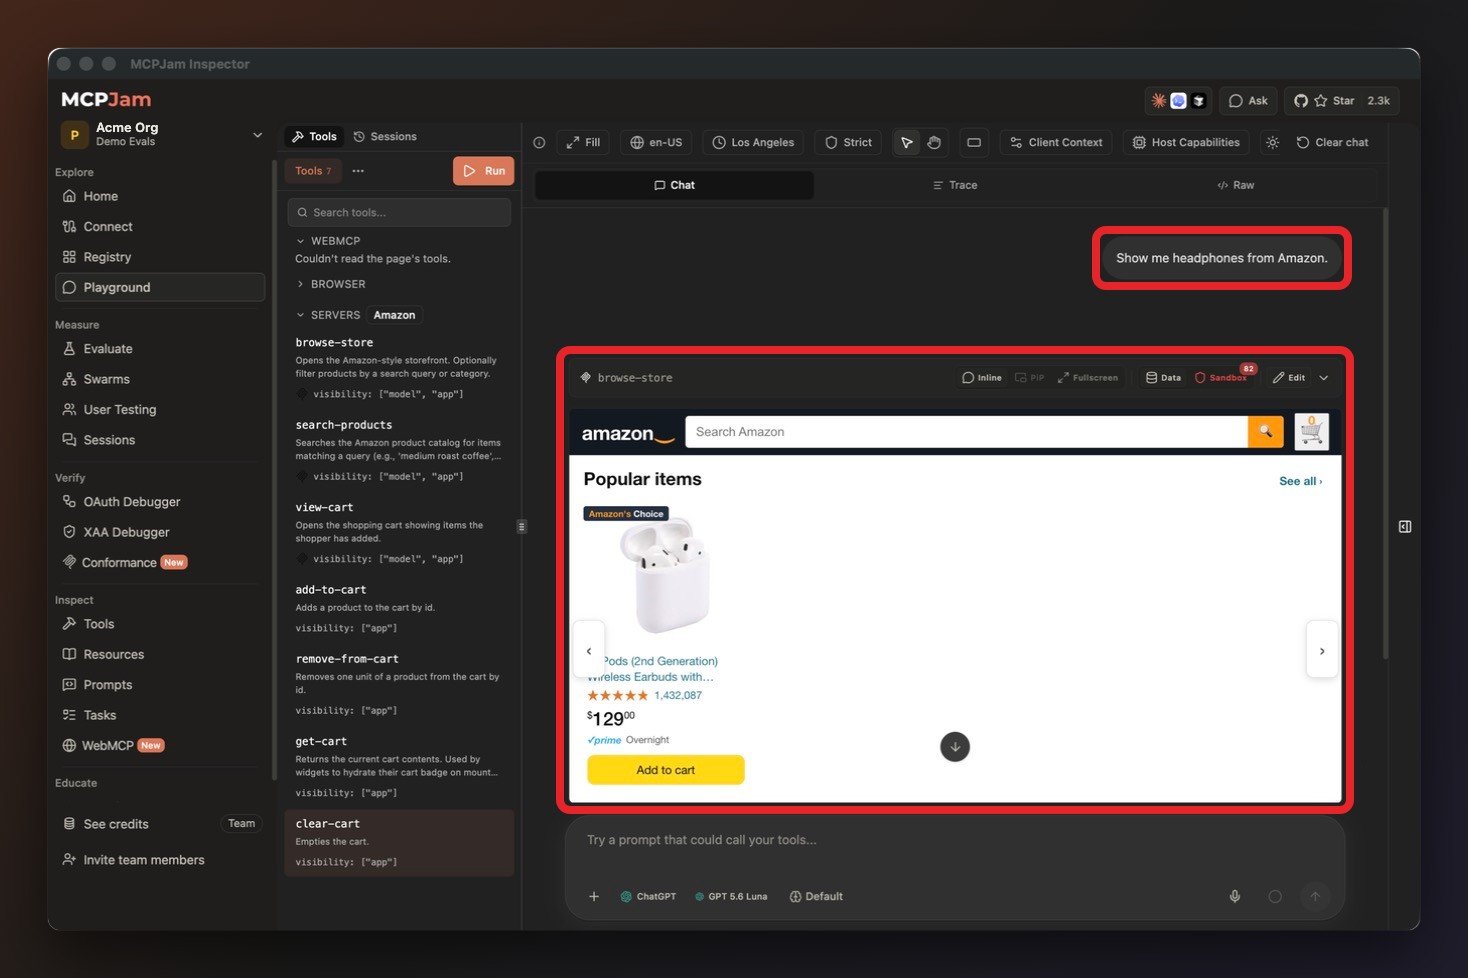 MCPJam Inspector
MCPJam
Ask
Star 2.3k
P
Acme Org
Demo Evals
Explore
Home
Connect
Registry
Playground
Measure
Evaluate
Swarms
User Testing
Sessions
Verify
OAuth Debugger
XAA Debugger
Conformance New
Inspect
Tools
Resources
Prompts
Tasks
WebMCP New
Educate
See credits Team
Invite team members
Tools Sessions
Tools 7 ··· Run
Search tools...
WEBMCP
Couldn't read the page's tools.
BROWSER
SERVERS Amazon
browse-store
Opens the Amazon-style storefront. Optionally
filter products by a search query or category.
visibility: ["model", "app"]
search-products
Searches the Amazon product catalog for items
matching a query (e.g., 'medium roast coffee',...
visibility: ["model", "app"]
view-cart
Opens the shopping cart showing items the
shopper has added.
visibility: ["model", "app"]
add-to-cart
Adds a product to the cart by id.
visibility: ["app"]
remove-from-cart
Removes one unit of a product from the cart by
id.
visibility: ["app"]
get-cart
Returns the current cart contents. Used by
widgets to hydrate their cart badge on mount...
visibility: ["app"]
clear-cart
Empties the cart.
visibility: ["app"]
Fill en-US Los Angeles Strict Client Context Host Capabilities Clear chat
Chat Trace Raw
Show me headphones from Amazon.
browse-store Inline PiP Fullscreen Data Sandbox 82 Edit
amazon Search Amazon 0
Popular items See all ›
Amazon's Choice
Pods (2nd Generation)
Wireless Earbuds with...
1,432,087
$12900
prime Overnight
Add to cart
Try a prompt that could call your tools...
ChatGPT GPT 5.6 Luna Default